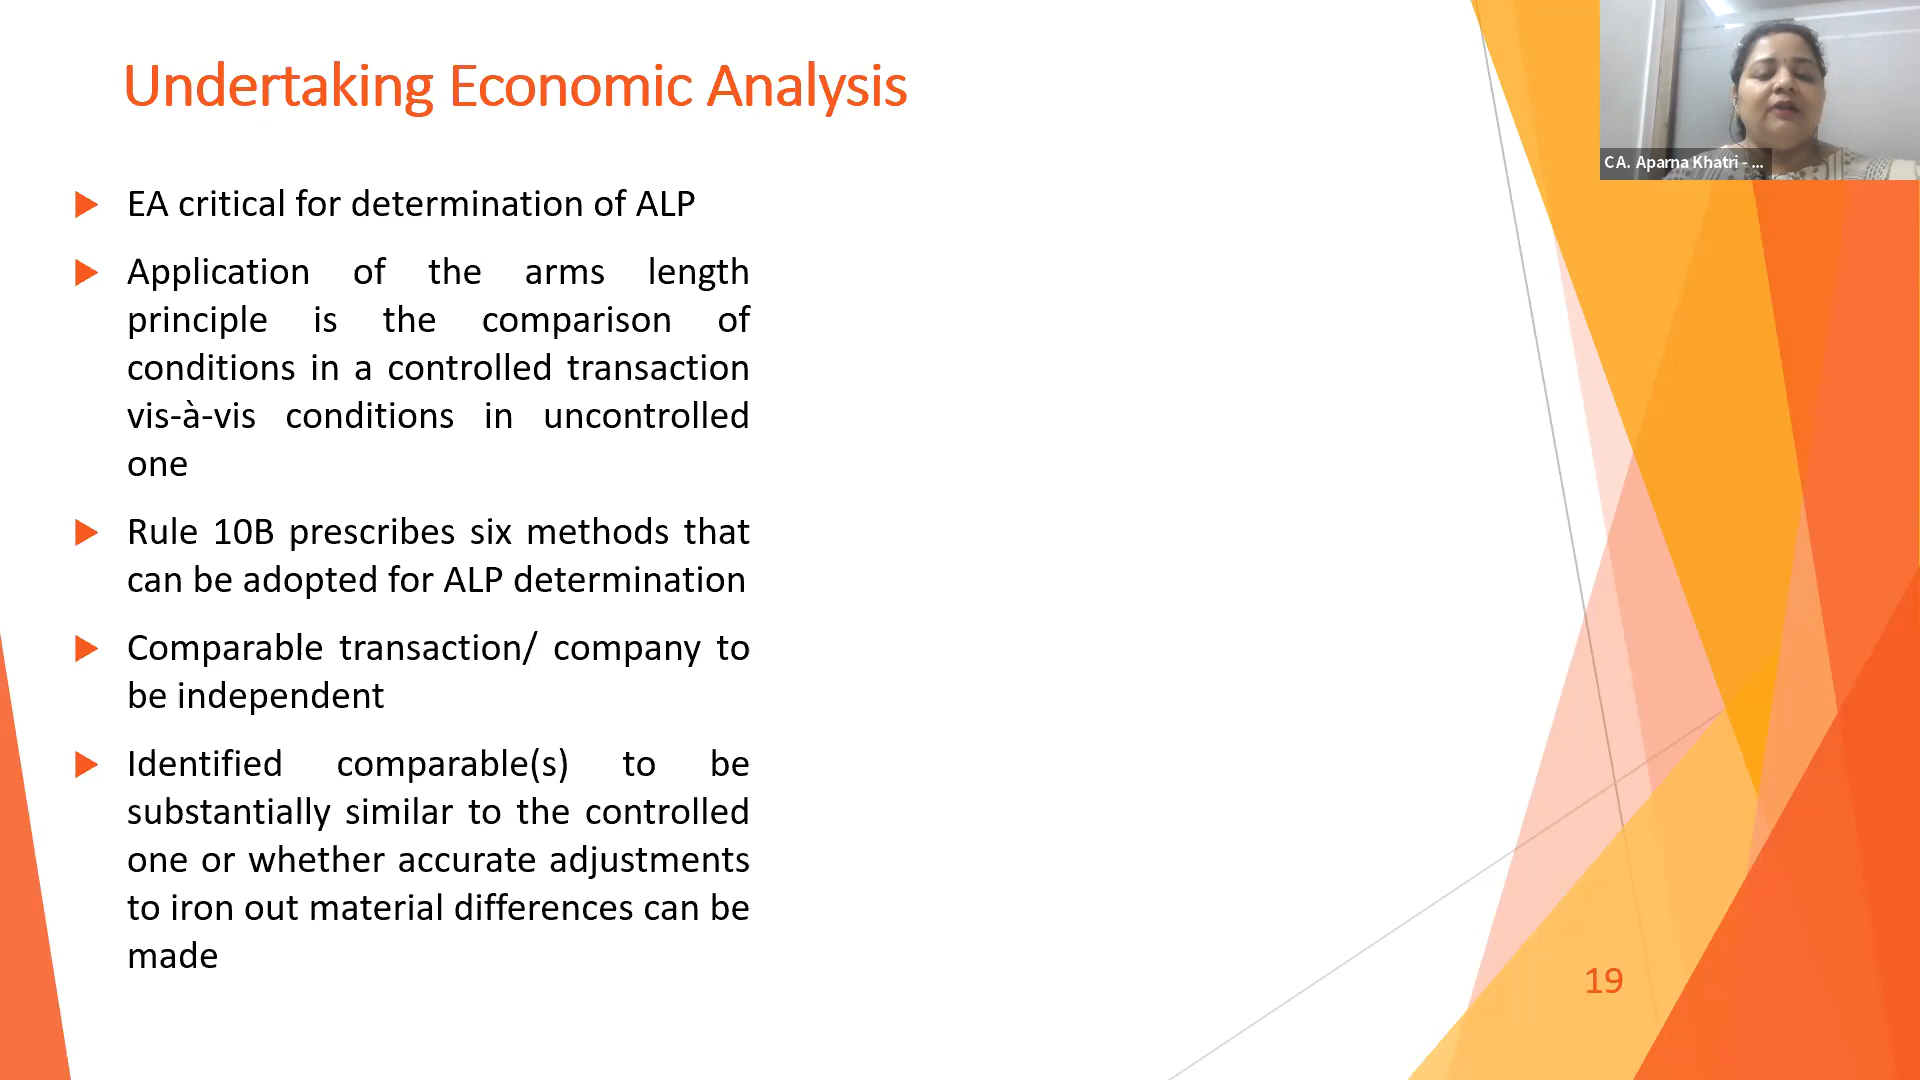 Undertaking Economic Analysis
EA critical for determination of ALP
Application of the arms length
principle is the comparison of
conditions in a controlled transaction
vis-à-vis conditions in uncontrolled
one
Rule 10B prescribes six methods that
can be adopted for ALP determination
Comparable transaction/ company to
be independent
Identified comparable(s) to be
substantially similar to the controlled
one or whether accurate adjustments
to iron out material differences can be
made
CA. Aparna Khatri - ...
19